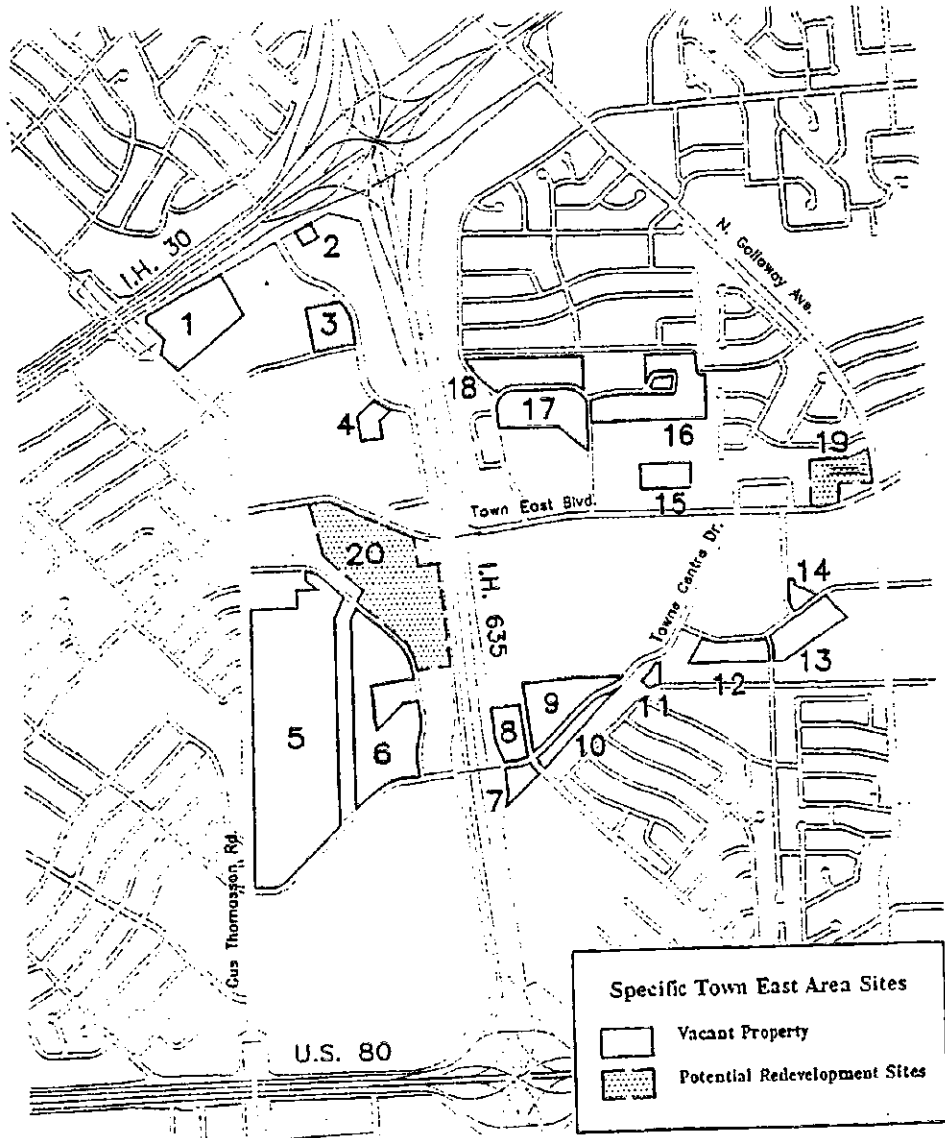 I.H. 30
2
1
3
N. Galloway Ave.
4
18
17
16
19
15
Town East Blvd.
20
I.H. 635
Towne Centre Dr.
14
13
12
11
9
10
8
5
6
7
Gus Thomasson Rd.
U.S. 80
Specific Town East Area Sites
Vacant Property
Potential Redevelopment Sites